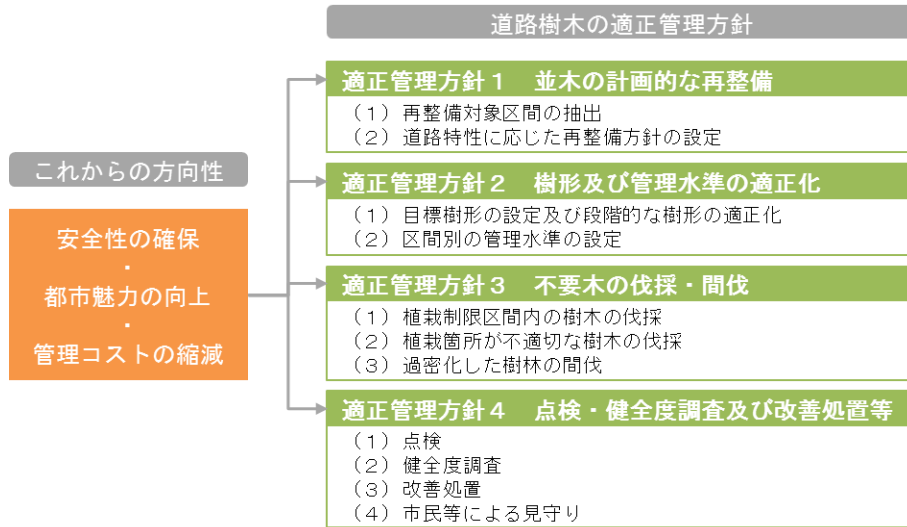 道路樹木の適正管理方針
これからの方向性
安全性の確保
・
都市魅力の向上
・
管理コストの縮減
適正管理方針１　並木の計画的な再整備
（１）再整備対象区間の抽出
（２）道路特性に応じた再整備方針の設定
適正管理方針２　樹形及び管理水準の適正化
（１）目標樹形の設定及び段階的な樹形の適正化
（２）区間別の管理水準の設定
適正管理方針３　不要木の伐採・間伐
（１）植栽制限区間内の樹木の伐採
（２）植栽箇所が不適切な樹木の伐採
（３）過密化した樹林の間伐
適正管理方針４　点検・健全度調査及び改善処置等
（１）点検
（２）健全度調査
（３）改善処置
（４）市民等による見守り